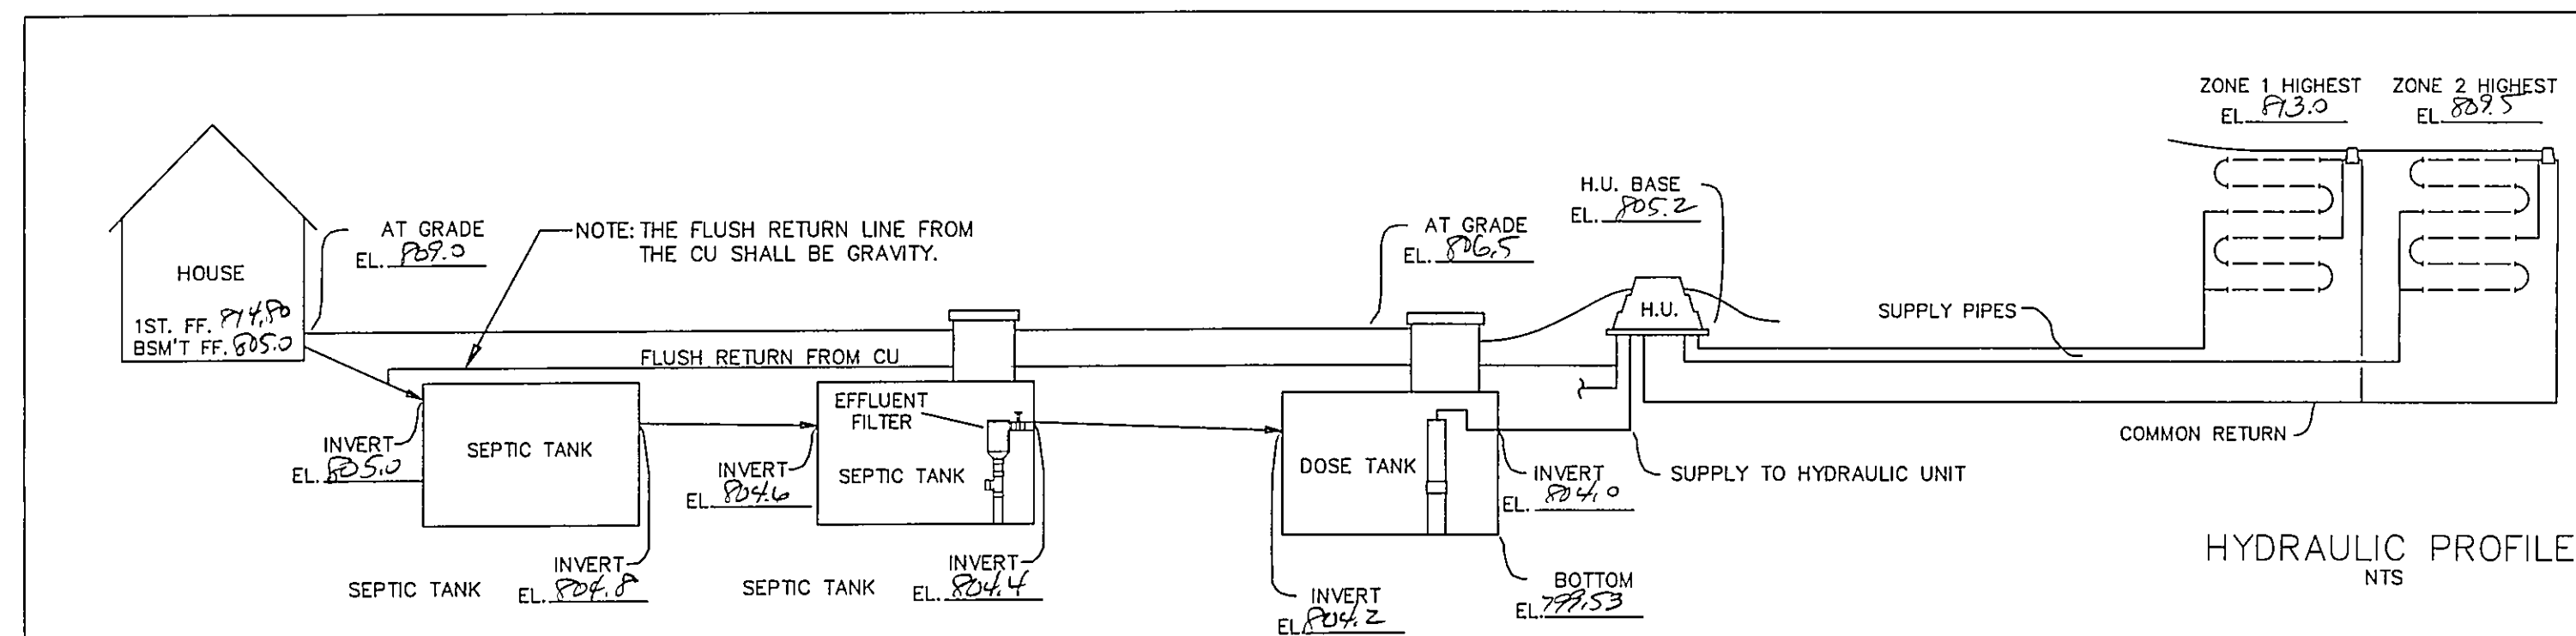 ZONE 1 HIGHEST
EL. 813.0
ZONE 2 HIGHEST
EL. 809.5
H.U. BASE
EL. 805.2
AT GRADE
EL. 809.0
NOTE: THE FLUSH RETURN LINE FROM
THE CU SHALL BE GRAVITY.
AT GRADE
EL. 806.5
HOUSE
1ST. FF. 814.80
BSM'T FF. 805.0
H.U.
SUPPLY PIPES
FLUSH RETURN FROM CU
EFFLUENT
FILTER
INVERT
EL. 805.0
SEPTIC TANK
INVERT
EL. 804.6
SEPTIC TANK
DOSE TANK
INVERT
EL. 804.0
SUPPLY TO HYDRAULIC UNIT
COMMON RETURN
SEPTIC TANK
INVERT
EL. 804.8
SEPTIC TANK
INVERT
EL. 804.4
INVERT
EL. 804.2
BOTTOM
EL. 799.53
HYDRAULIC PROFILE
NTS